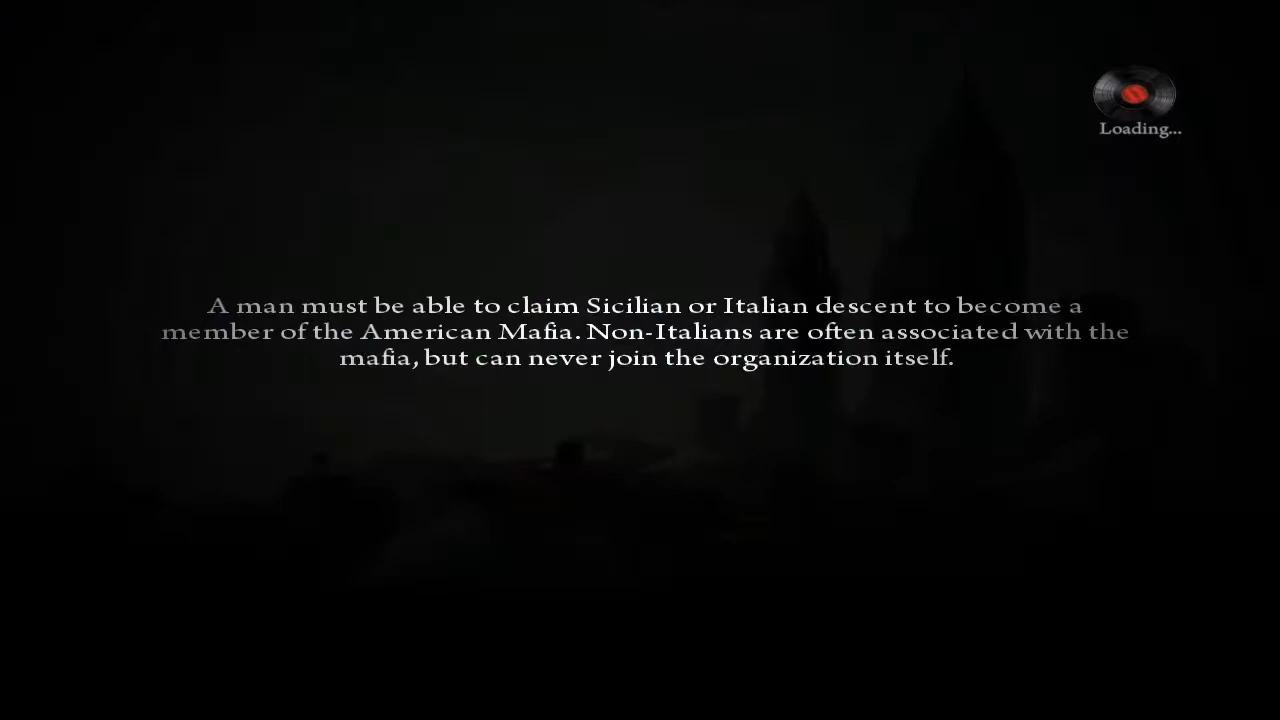 Loading...
A man must be able to claim Sicilian or Italian descent to become a
member of the American Mafia. Non-Italians are often associated with the
mafia, but can never join the organization itself.